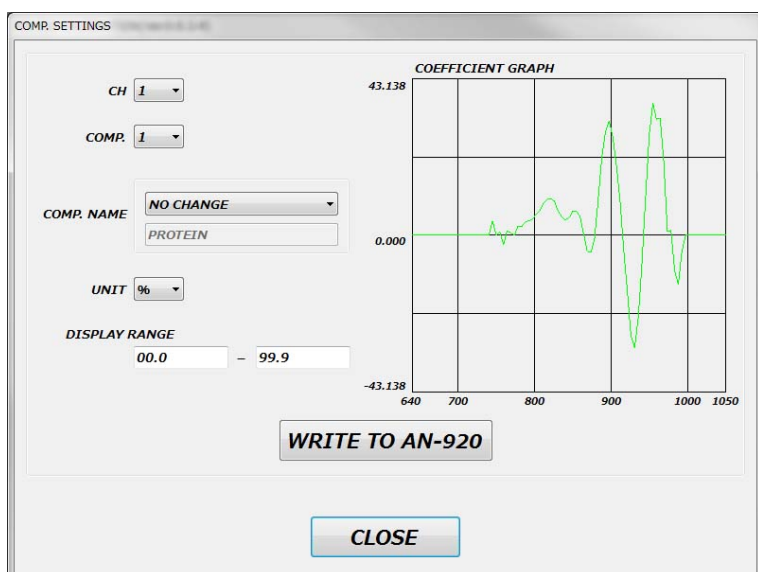 COMP. SETTINGS
CH 1
COMP. 1
COMP. NAME NO CHANGE
PROTEIN
UNIT %
DISPLAY RANGE
00.0 – 99.9
COEFFICIENT GRAPH
43.138
0.000
-43.138
640 700 800 900 1000 1050
WRITE TO AN-920
CLOSE